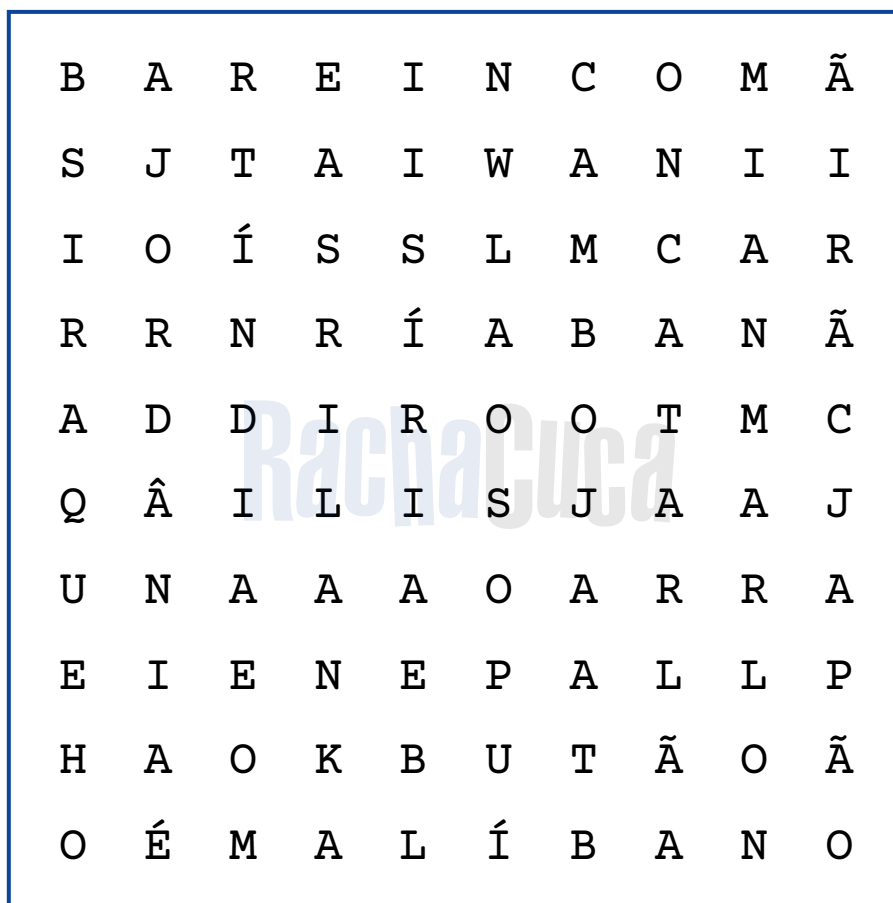 B A R E I N C O M Ã
S J T A I W A N I I
I O Í S S L M C A R
R R N R Í A B A N Ã
A D D I R O O T M C
Q Â I L I S J A A J
U N A A A O A R R A
E I E N E P A L L P
H A O K B U T Ã O Ã
O É M A L Í B A N O
RachaCuca